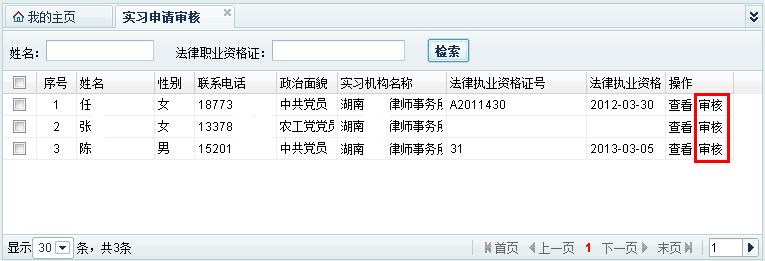 我的主页 实习申请审核
姓名： 法律职业资格证： 检索
序号 姓名 性别 联系电话 政治面貌 实习机构名称 法律执业资格证号 法律执业资格 操作
1 任 女 18773 中共党员 湖南 律师事务所 A2011430 2012-03-30 查看 审核
2 张 女 13378 农工党党员 湖南 律师事务所 查看 审核
3 陈 男 15201 中共党员 湖南 律师事务所 31 2013-03-05 查看 审核
显示 30 条，共3条 首页 上一页 1 下一页 末页 1